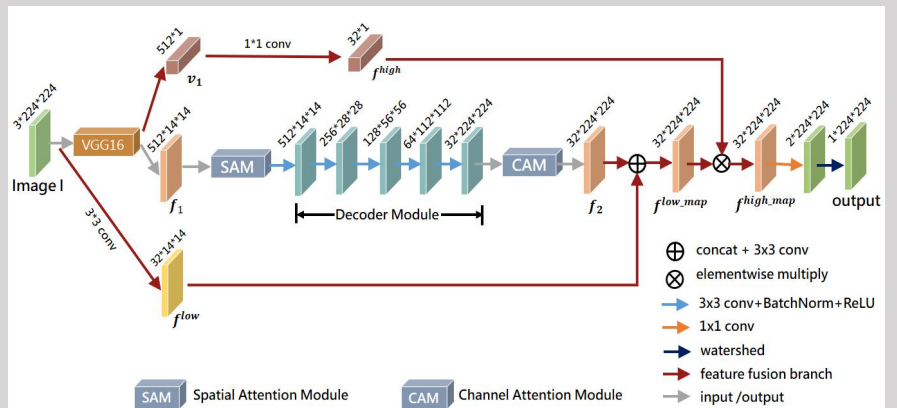 3*224*224
Image I
VGG16
512*1
v₁
1*1 conv
32*1
f^high
512*14*14
f₁
SAM
512*14*14
256*28*28
128*56*56
64*112*112
32*224*224
Decoder Module
CAM
32*224*224
f₂
32*224*224
f^low_map
32*224*224
f^high_map
2*224*224
1*224*224
output
3*3 conv
32*14*14
f^low
concat + 3x3 conv
elementwise multiply
3x3 conv+BatchNorm+ReLU
1x1 conv
watershed
feature fusion branch
input /output
SAM Spatial Attention Module
CAM Channel Attention Module